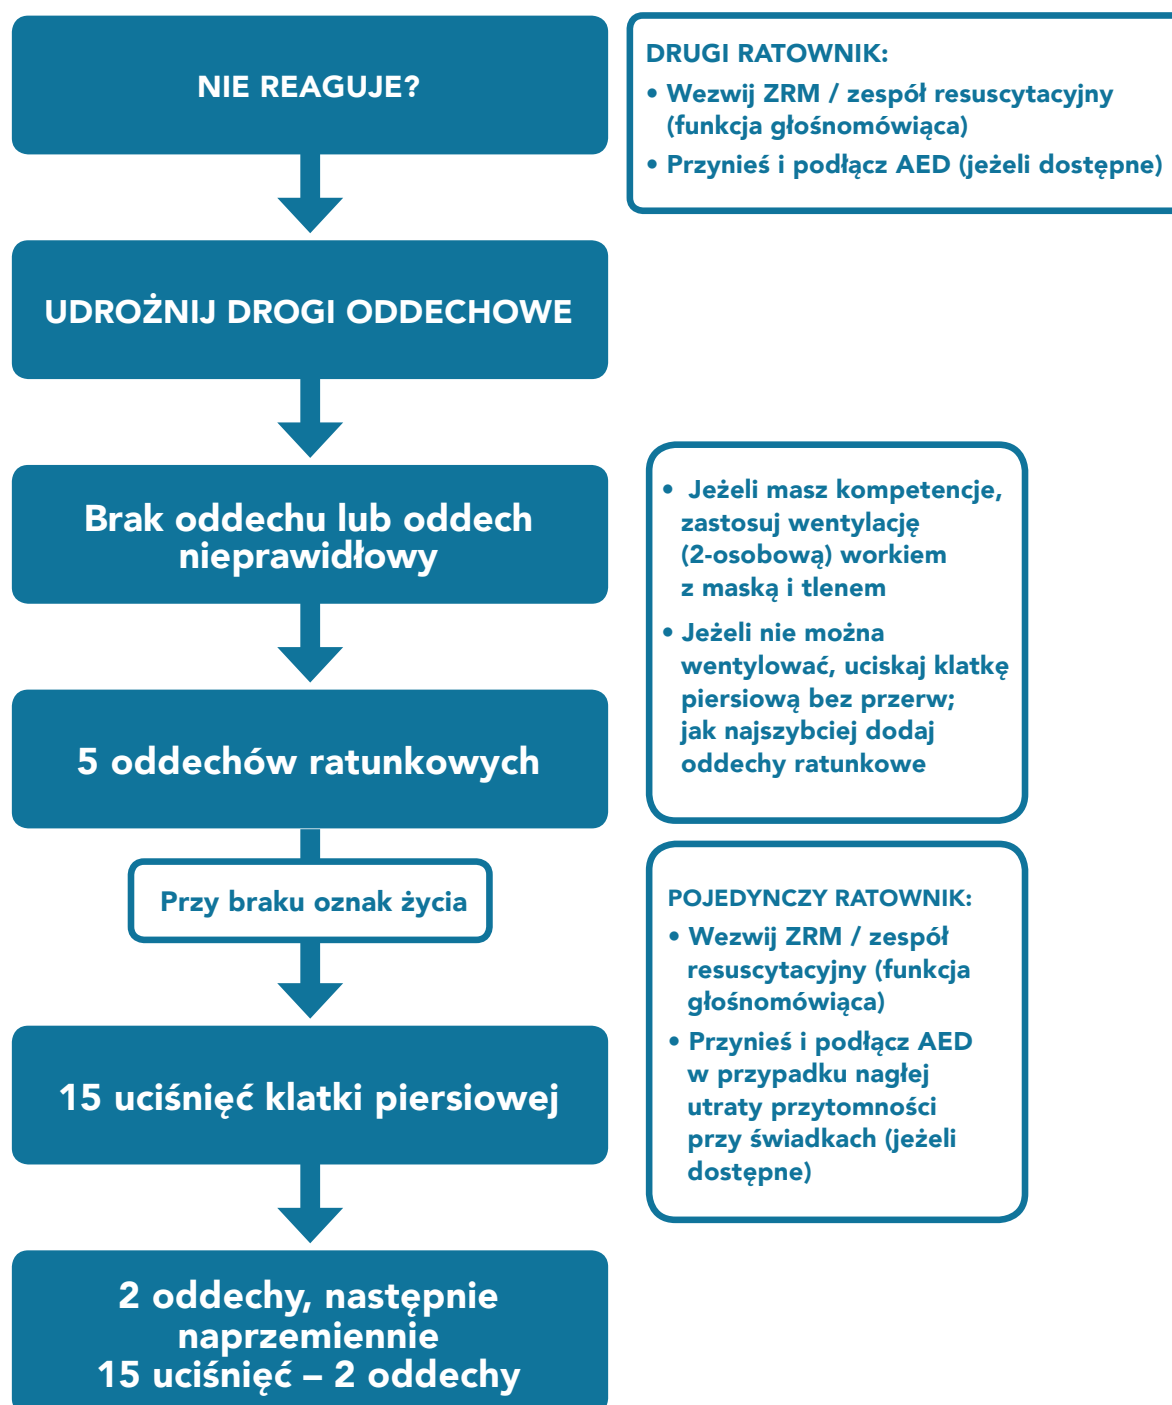 NIE REAGUJE?
DRUGI RATOWNIK:
• Wezwij ZRM / zespół resuscytacyjny
(funkcja głośnomówiąca)
• Przynieś i podłącz AED (jeżeli dostępne)
UDROŻNIJ DROGI ODDECHOWE
Brak oddechu lub oddech
nieprawidłowy
• Jeżeli masz kompetencje,
zastosuj wentylację
(2-osobową) workiem
z maską i tlenem
• Jeżeli nie można
wentylować, uciskaj klatkę
piersiową bez przerw;
jak najszybciej dodaj
oddechy ratunkowe
5 oddechów ratunkowych
Przy braku oznak życia
POJEDYNCZY RATOWNIK:
• Wezwij ZRM / zespół
resuscytacyjny (funkcja
głośnomówiąca)
• Przynieś i podłącz AED
w przypadku nagłej
utraty przytomności
przy świadkach (jeżeli
dostępne)
15 uciśnięć klatki piersiowej
2 oddechy, następnie
naprzemiennie
15 uciśnięć – 2 oddechy